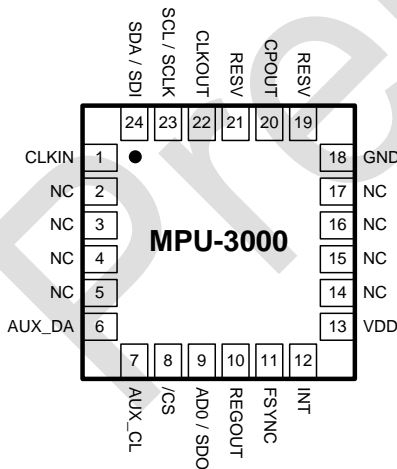 SDA / SDI
SCL / SCLK
CLKOUT
RESV
CPOUT
RESV
24 23 22 21 20 19
CLKIN 1 18 GND
NC 2 17 NC
NC 3 16 NC
MPU-3000
NC 4 15 NC
NC 5 14 NC
AUX_DA 6 13 VDD
7 8 9 10 11 12
AUX_CL
/CS
AD0 / SDO
REGOUT
FSYNC
INT